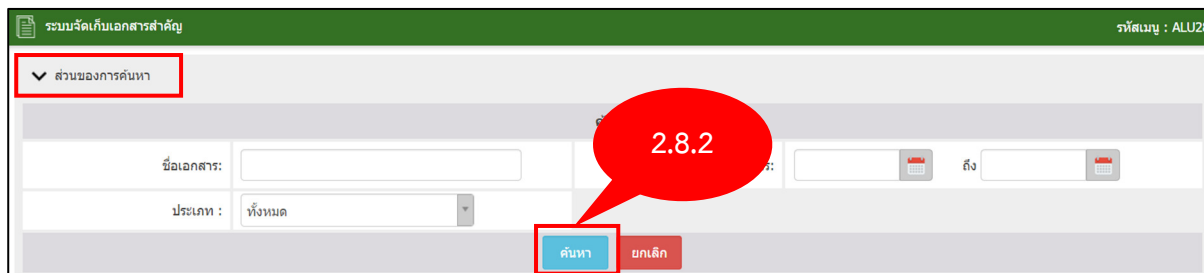 ระบบจัดเก็บเอกสารสำคัญ รหัสเมนู : ALU28
ส่วนของการค้นหา
2.8.2
ชื่อเอกสาร: ถึง
ประเภท : ทั้งหมด
ค้นหา ยกเลิก